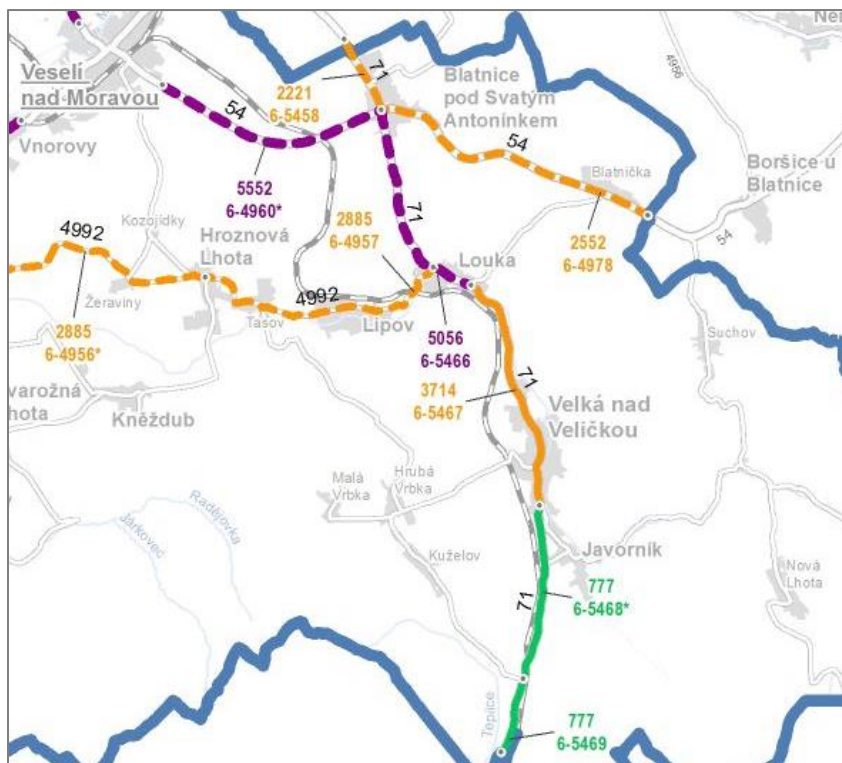 Veselí
nad Moravou
Vnorovy
54
5552
6-4960*
2221
6-5458
71
Blatnice
pod Svatým
Antonínkem
54
Blatnička
2552
6-4978
4956
Boršice u
Blatnice
54
Suchov
71
4992
Kozojídky
Hroznová
Lhota
2885
6-4957
Louka
Žeraviny
2885
6-4956*
Tasov
4992
Lipov
5056
6-5466
3714
6-5467
71
varožná
hota
Kněždub
Velká nad
Veličkou
Malá
Vrbka
Hrubá
Vrbka
Radějovka
Járkovec
Kuželov
Javorník
Nová
Lhota
777
6-5468*
71
Teplice
777
6-5469